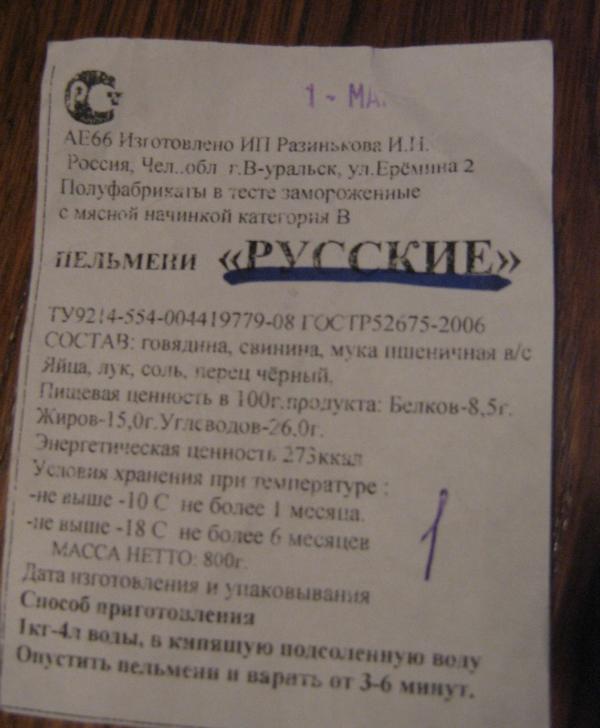 РС
1 - МА
АЕ66 Изготовлено ИП Разинькова И.Н.
Россия, Чел..обл г.В-уральск, ул.Ерёмина 2
Полуфабрикаты в тесте замороженные
с мясной начинкой категория В
ПЕЛЬМЕНИ «РУССКИЕ»
ТУ9214-554-004419779-08 ГОСТР52675-2006
СОСТАВ: говядина, свинина, мука пшеничная в/с
Яйца, лук, соль, перец чёрный.
Пищевая ценность в 100г.продукта: Белков-8,5г.
Жиров-15,0г.Углеводов-26,0г.
Энергетическая ценность 273ккал
Условия хранения при температуре :
-не выше -10 С не более 1 месяца.
-не выше -18 С не более 6 месяцев
МАССА НЕТТО: 800г.
1
Дата изготовления и упаковывания
Способ приготовления
1кг-4л воды, в кипящую подсоленную воду
Опустить пельмени и варить от 3-6 минут.